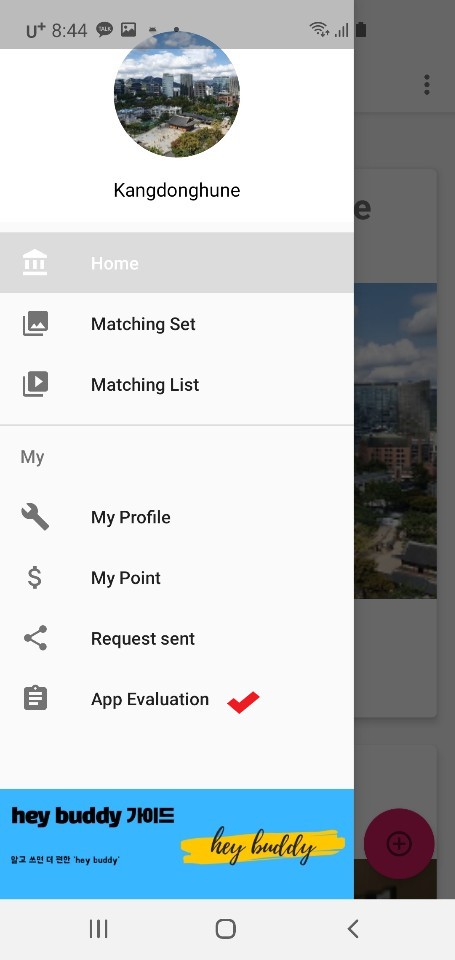 U+ 8:44 TALK
Kangdonghune
e
Home
Matching Set
Matching List
My
My Profile
My Point
Request sent
App Evaluation
hey buddy 가이드
알고 쓰면 더 편한 'hey buddy'
hey buddy